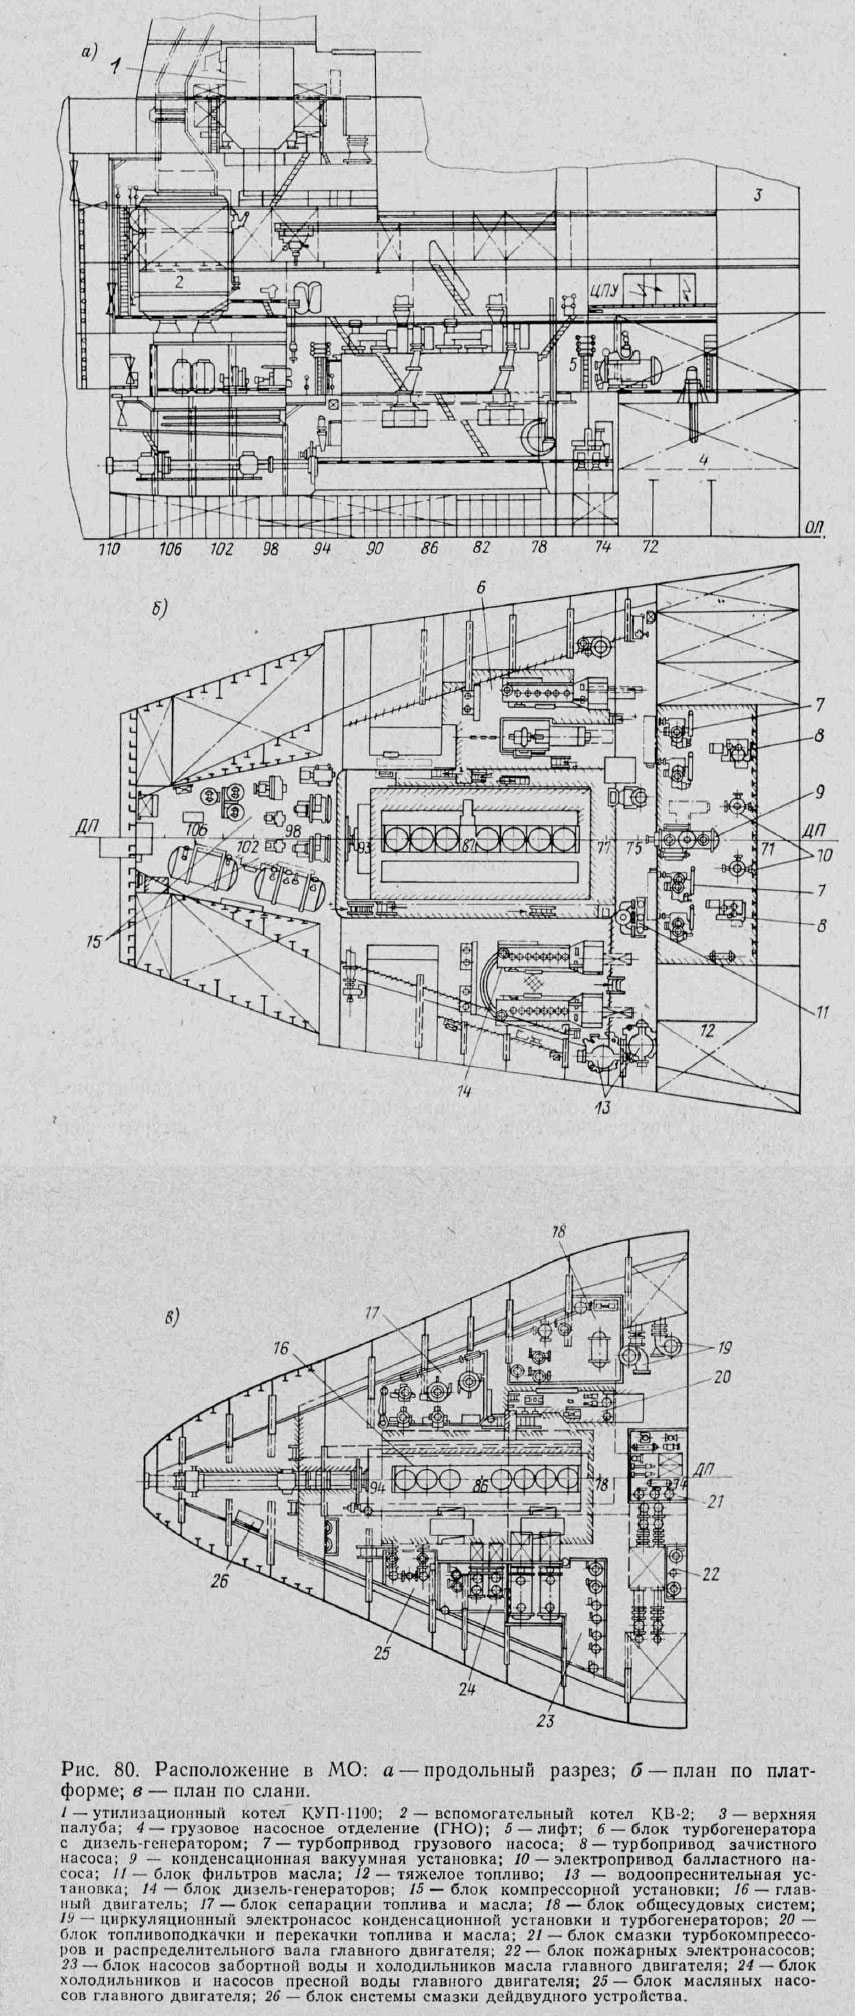 а)
1
3
2
ЦПУ
5
4
ОЛ
110 106 102 98 94 90 86 82 78 74 72
б)
6
7
8
9
ДП 106 98 93 87 77 75 71 ДП
102
10
7
15
8
11
12
14
13
18
в)
17
16
19
20
94 86 78 74 ДП
21
26
22
25
24
23
Рис. 80. Расположение в МО: а — продольный разрез; б — план по плат-
форме; в — план по слани.
1 — утилизационный котел КУП-1100; 2 — вспомогательный котел КВ-2; 3 — верхняя
палуба; 4 — грузовое насосное отделение (ГНО); 5 — лифт; 6 — блок турбогенератора
с дизель-генератором; 7 — турбопривод грузового насоса; 8 — турбопривод зачистного
насоса; 9 — конденсационная вакуумная установка; 10 — электропривод балластного на-
соса; 11 — блок фильтров масла; 12 — тяжелое топливо; 13 — водоопреснительная ус-
тановка; 14 — блок дизель-генераторов; 15 — блок компрессорной установки; 16 — глав-
ный двигатель; 17 — блок сепарации топлива и масла; 18 — блок общесудовых систем;
19 — циркуляционный электронасос конденсационной установки и турбогенераторов; 20 —
блок топливоподкачки и перекачки топлива и масла; 21 — блок смазки турбокомпрессо-
ров и распределительного вала главного двигателя; 22 — блок пожарных электронасосов;
23 — блок насосов забортной воды и холодильников масла главного двигателя; 24 — блок
холодильников и насосов пресной воды главного двигателя; 25 — блок масляных насо-
сов главного двигателя; 26 — блок системы смазки дейдвудного устройства.